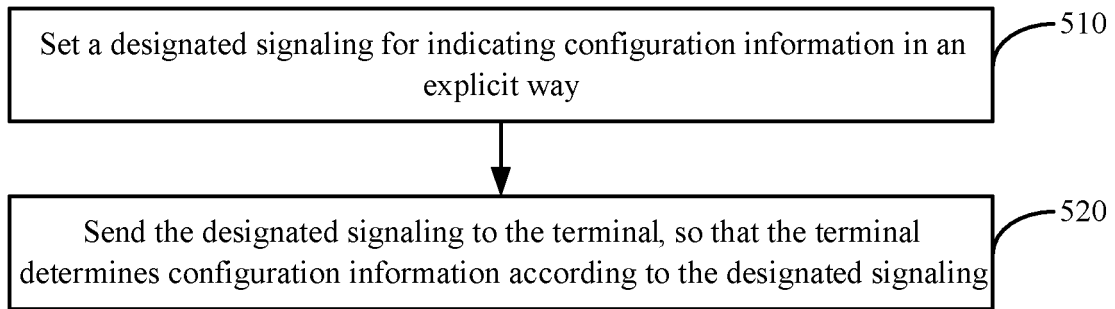 Set a designated signaling for indicating configuration information in an
explicit way
510
Send the designated signaling to the terminal, so that the terminal
determines configuration information according to the designated signaling
520